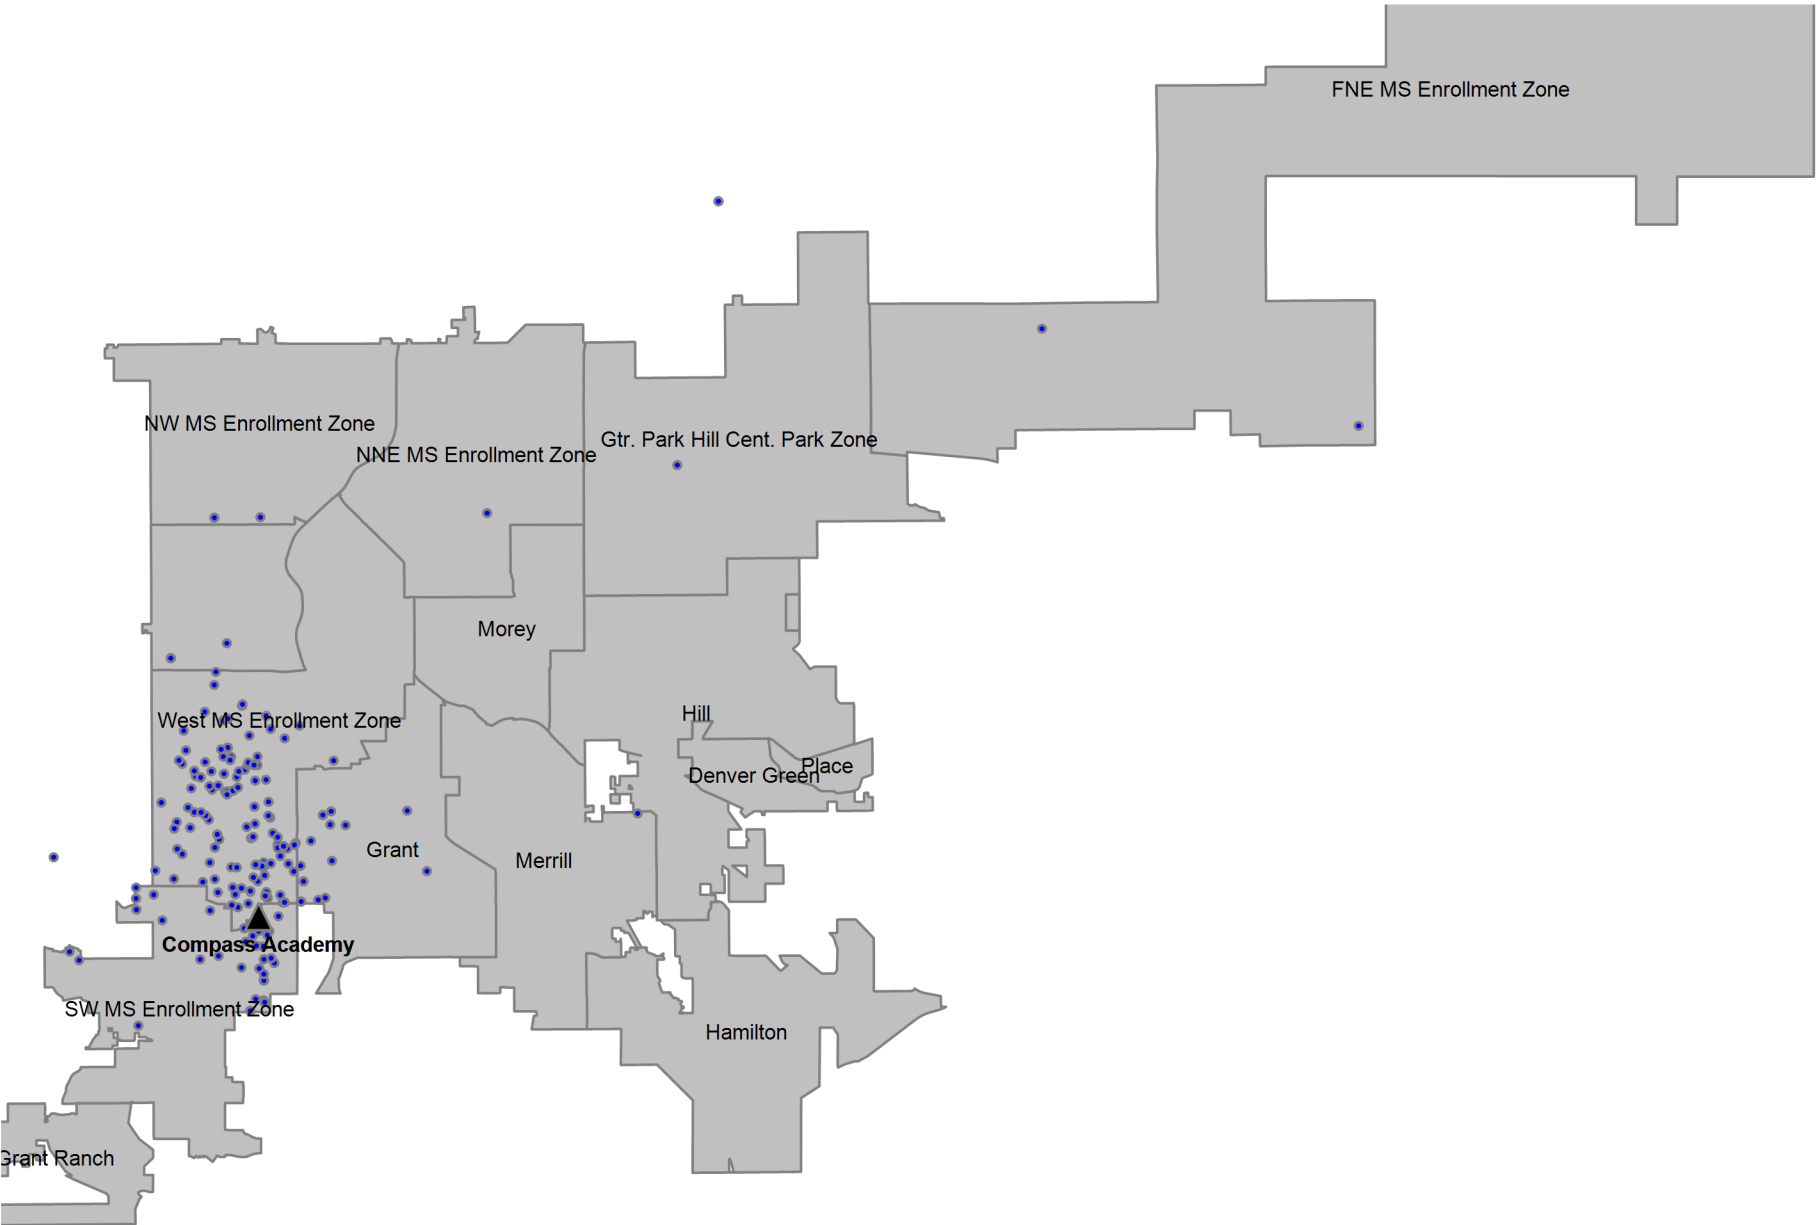 FNE MS Enrollment Zone
NW MS Enrollment Zone
Gtr. Park Hill Cent. Park Zone
NNE MS Enrollment Zone
Morey
Hill
West MS Enrollment Zone
Place
Denver Green
Grant
Merrill
Compass Academy
SW MS Enrollment Zone
Hamilton
Grant Ranch